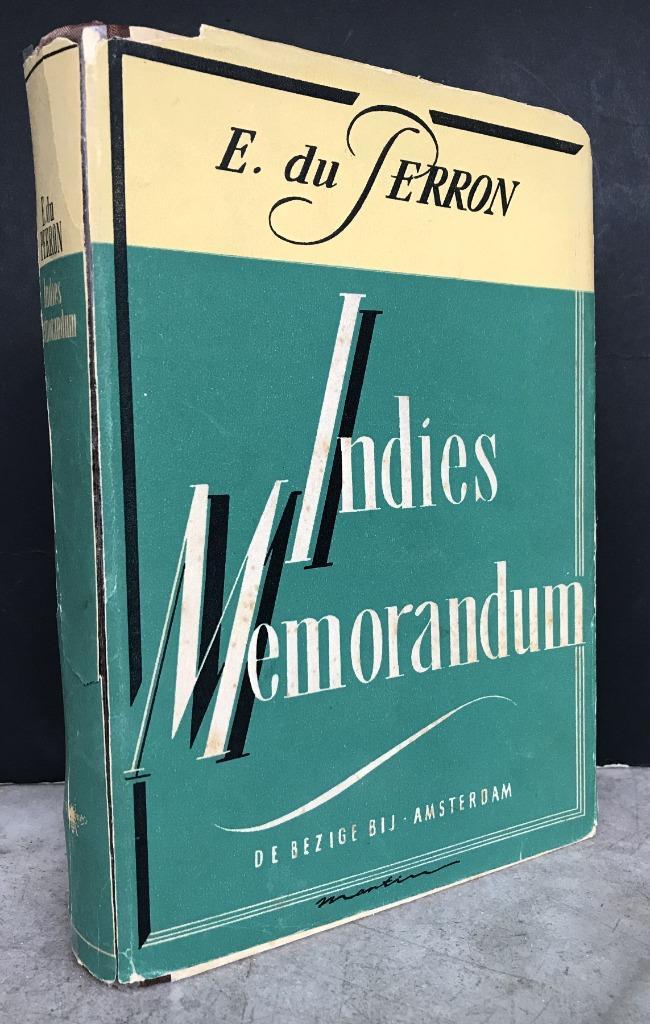 E. du PERRON
Indies
Memorandum
DE BEZIGE BIJ · AMSTERDAM
martin
E. du
PERRON
Indies
Memorandum